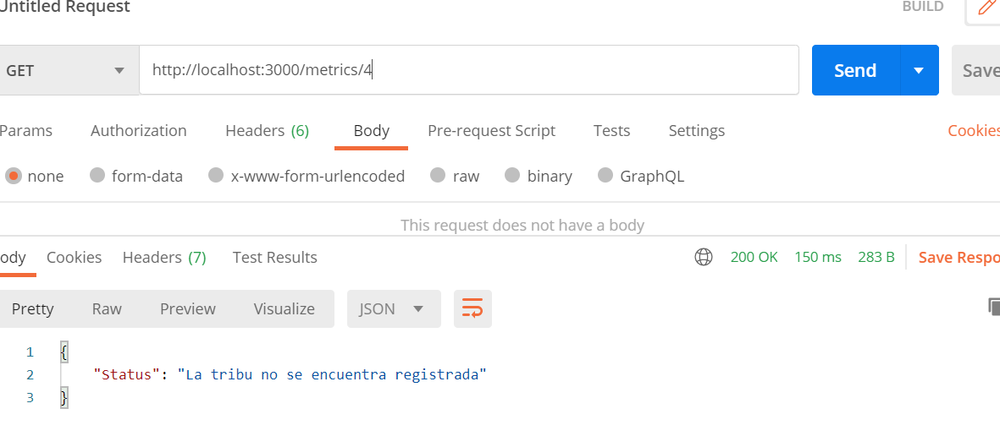 Untitled Request
BUILD
GET
http://localhost:3000/metrics/4
Send
Save
Params Authorization Headers (6) Body Pre-request Script Tests Settings Cookies
none form-data x-www-form-urlencoded raw binary GraphQL
This request does not have a body
ody Cookies Headers (7) Test Results 200 OK 150 ms 283 B Save Respo
Pretty Raw Preview Visualize JSON
1 {
2 "Status": "La tribu no se encuentra registrada"
3 }